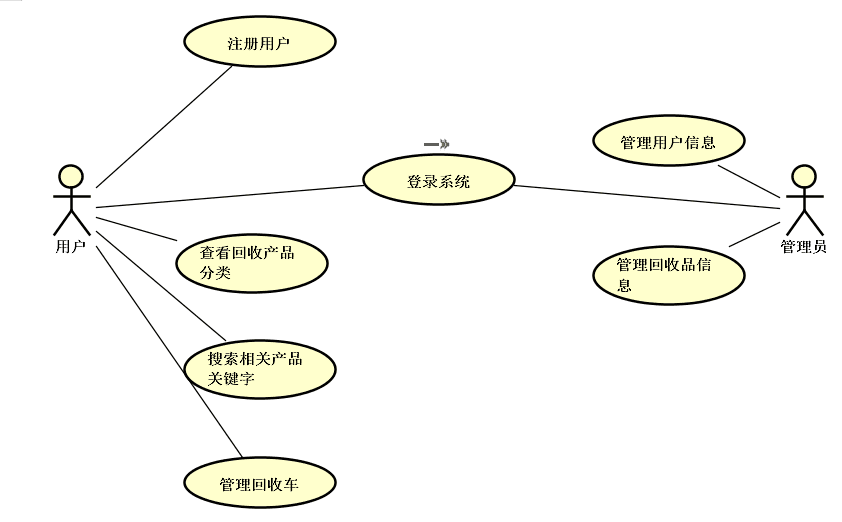 注册用户
管理用户信息
登录系统
用户
管理员
查看回收产品
分类
管理回收品信
息
搜索相关产品
关键字
管理回收车